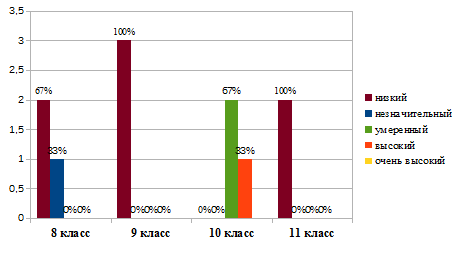 3,5
3
2,5
2
1,5
1
0,5
0
67% 33% 0% 0%
100% 0% 0% 0%
0% 0% 67% 33%
100% 0% 0% 0%
8 класс 9 класс 10 класс 11 класс
низкий
незначительный
умеренный
высокий
очень высокий